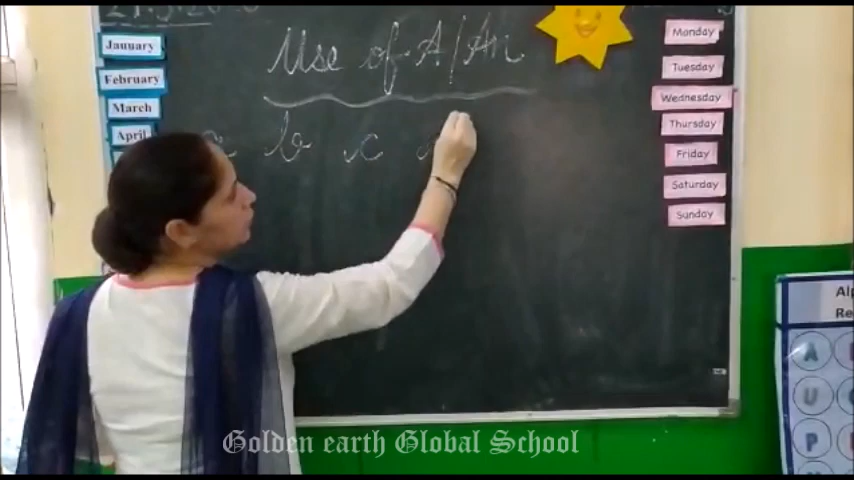 Use of A/An
b c
January
February
March
April
Monday
Tuesday
Wednesday
Thursday
Friday
Saturday
Sunday
A
U
P
Golden earth Global School